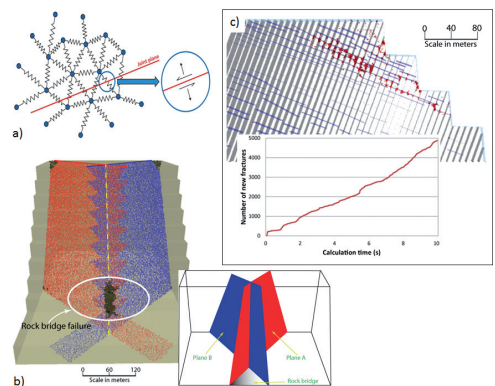 a)
Joint plane
c)
0 40 80
Scale in meters
5000
4000
3000
2000
1000
0
Number of new fractures
0 2 4 6 8 10
Calculation time (s)
Rock bridge failure
0 60 120
Scale in meters
b)
Plane B
Plane A
Rock bridge